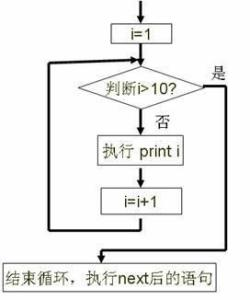 i=1
判断i>10?
是
否
执行 print i
i=i+1
结束循环，执行next后的语句